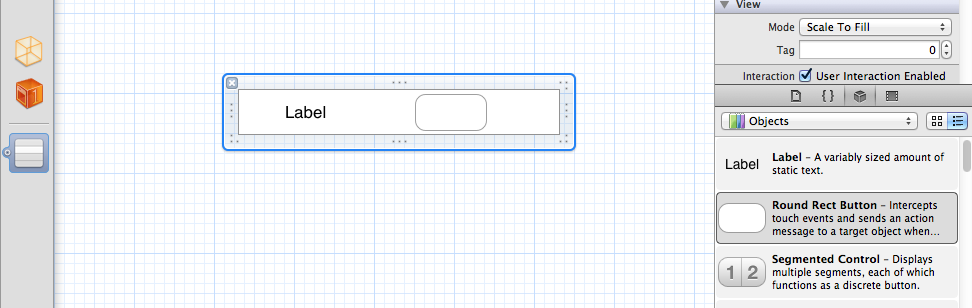 View
Mode Scale To Fill
Tag 0
Interaction User Interaction Enabled
{ }
Objects
Label
Label
Label – A variably sized amount of
static text.
Round Rect Button – Intercepts
touch events and sends an action
message to a target object when...
1 2
Segmented Control – Displays
multiple segments, each of which
functions as a discrete button.